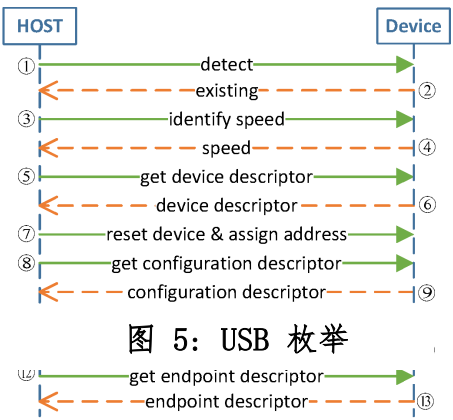 HOST Device
① detect
existing ②
③ identify speed
speed ④
⑤ get device descriptor
device descriptor ⑥
⑦ reset device & assign address
⑧ get configuration descriptor
configuration descriptor ⑨
图 5: USB 枚举
⑫ get endpoint descriptor
endpoint descriptor ⑬